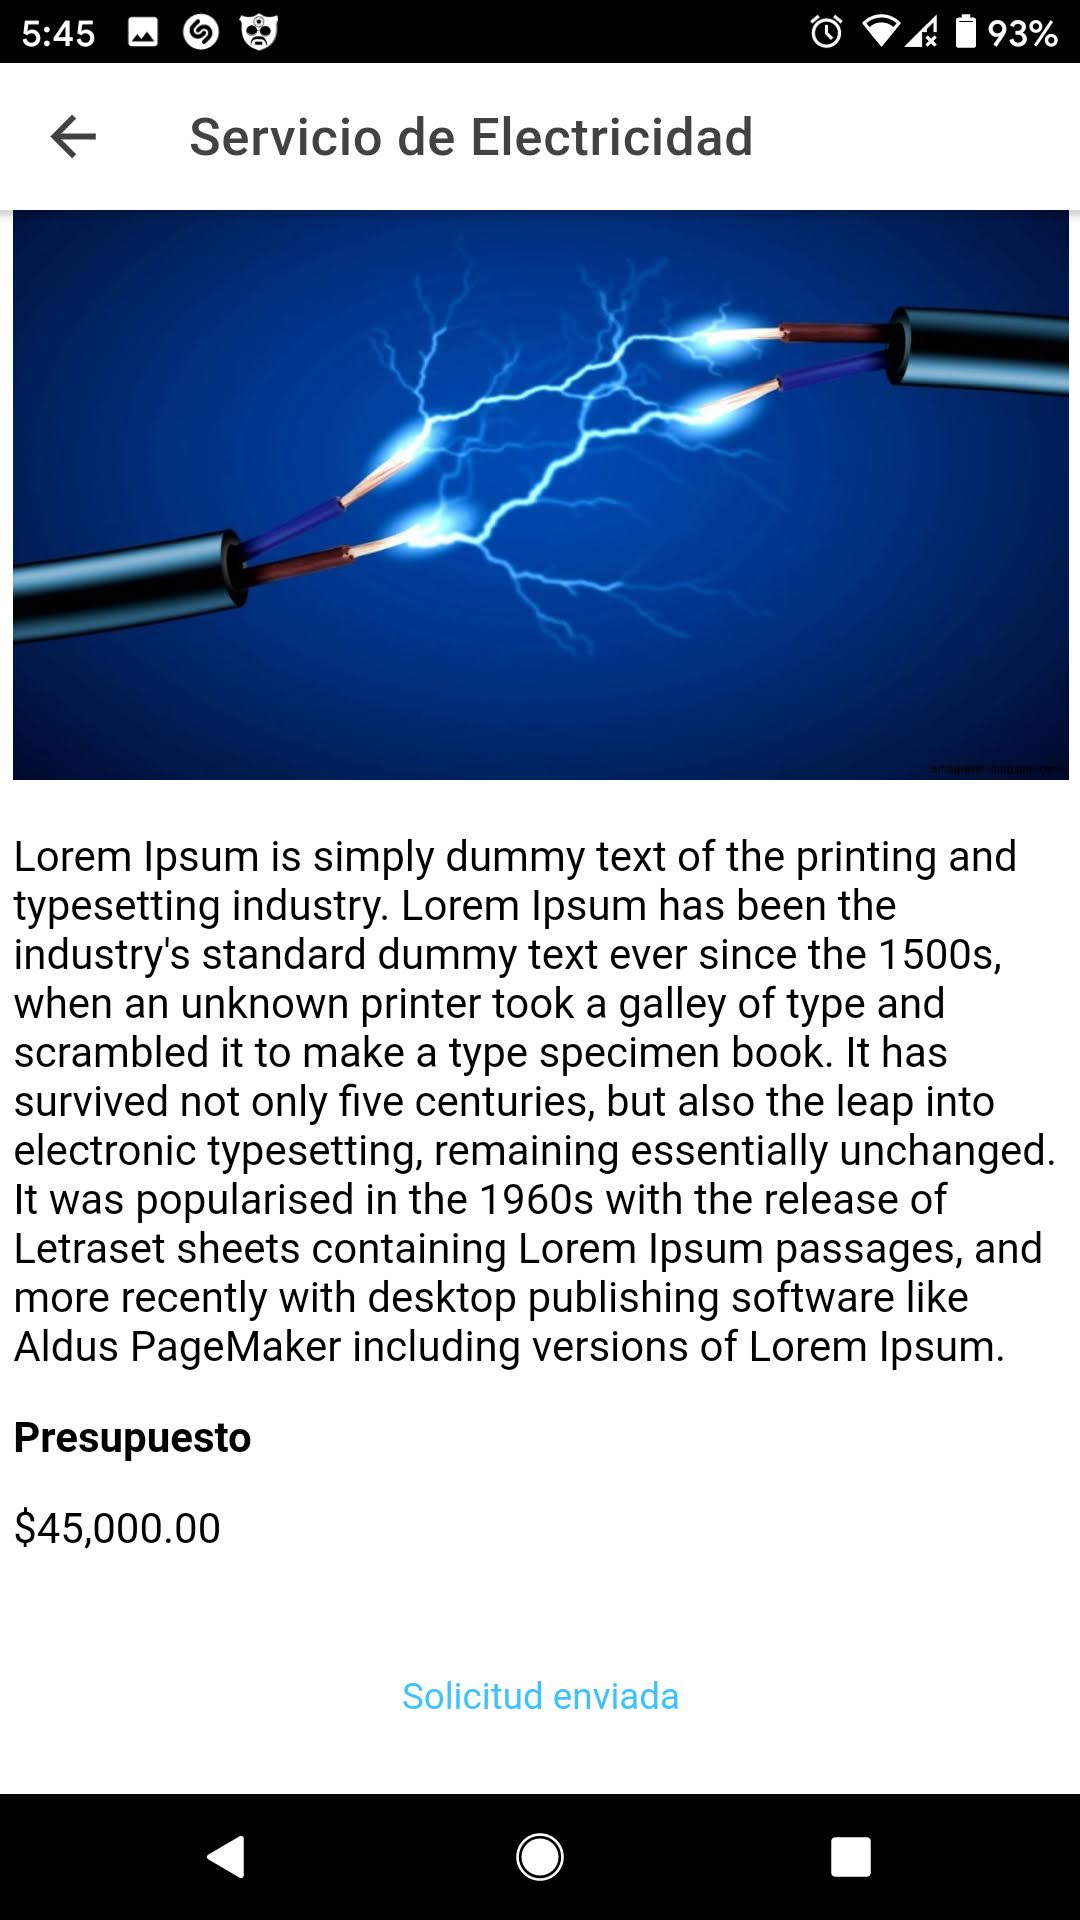 5:45
93%
Servicio de Electricidad
Lorem Ipsum is simply dummy text of the printing and
typesetting industry. Lorem Ipsum has been the
industry's standard dummy text ever since the 1500s,
when an unknown printer took a galley of type and
scrambled it to make a type specimen book. It has
survived not only five centuries, but also the leap into
electronic typesetting, remaining essentially unchanged.
It was popularised in the 1960s with the release of
Letraset sheets containing Lorem Ipsum passages, and
more recently with desktop publishing software like
Aldus PageMaker including versions of Lorem Ipsum.
Presupuesto
$45,000.00
Solicitud enviada